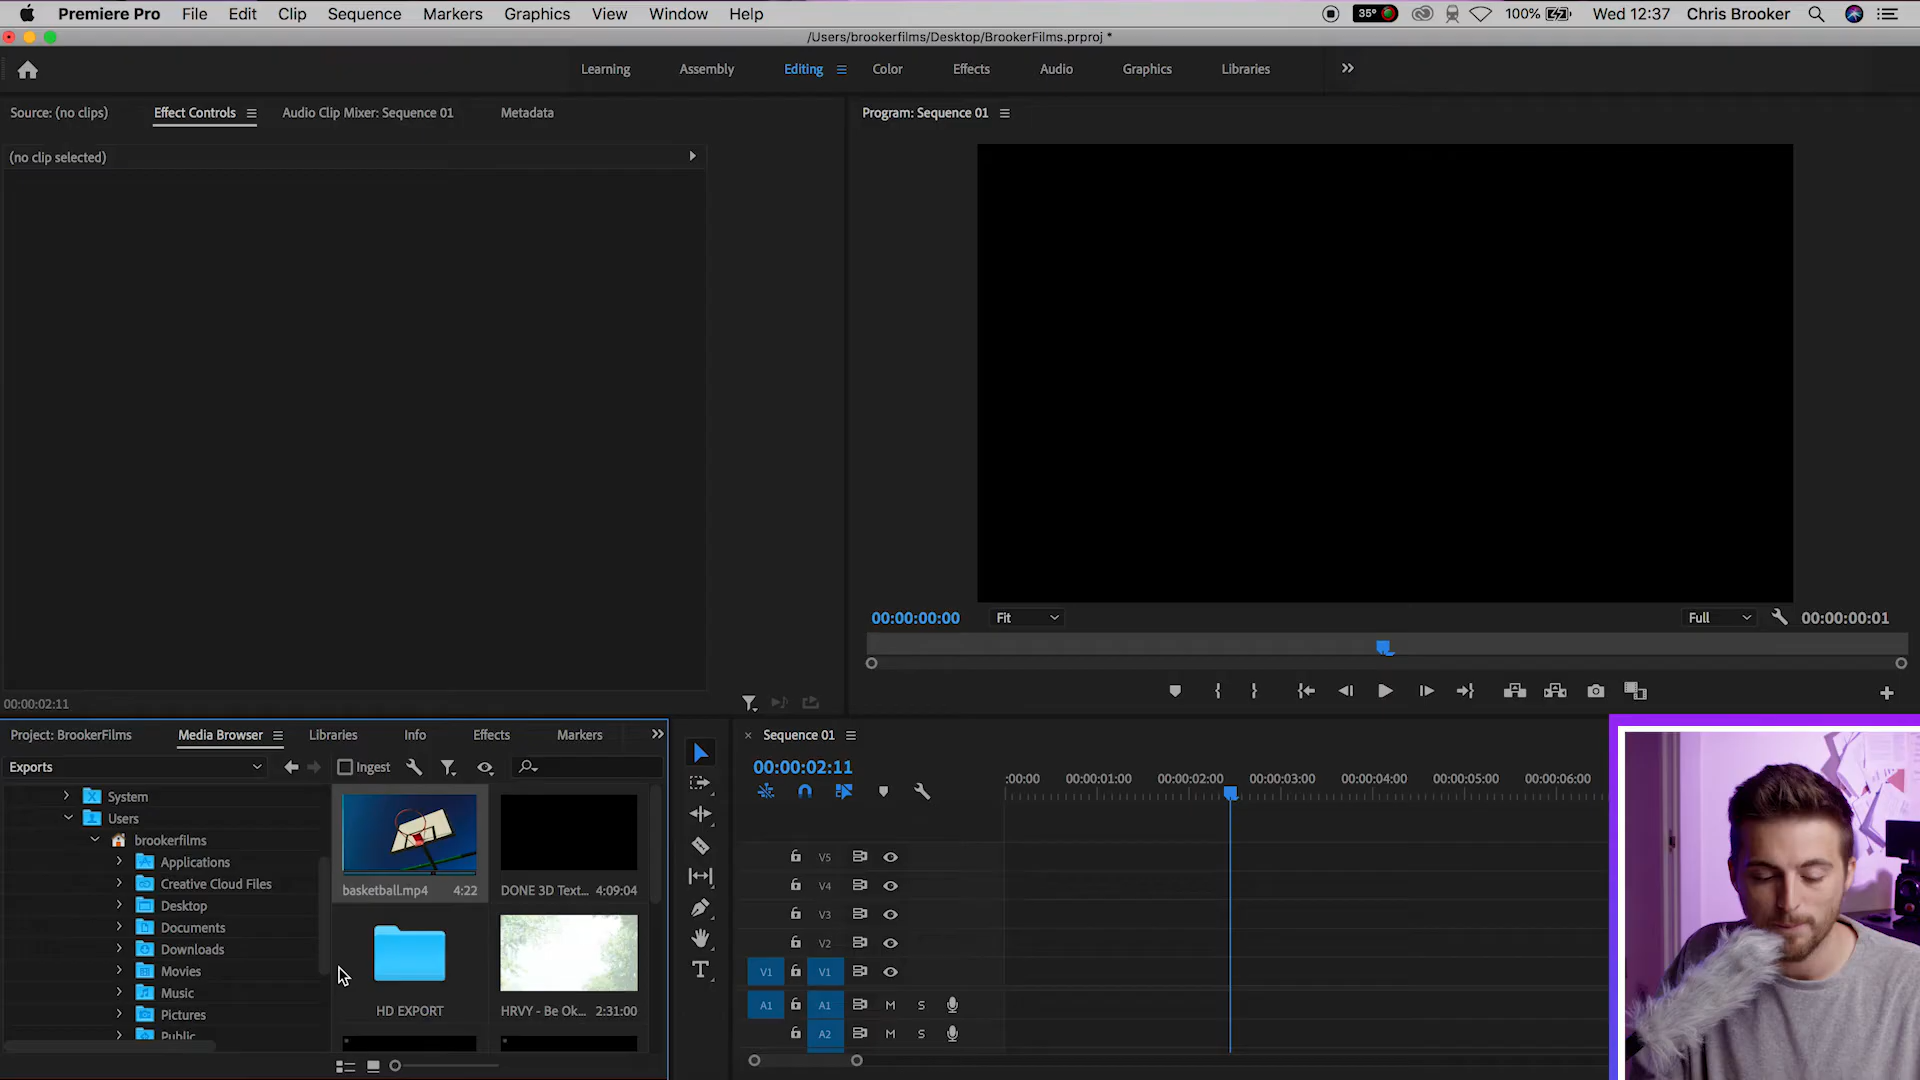 Premiere Pro File Edit Clip Sequence Markers Graphics View Window Help 35° 100% Wed 12:37 Chris Brooker
/Users/brookerfilms/Desktop/BrookerFilms.prproj *
Learning Assembly Editing Color Effects Audio Graphics Libraries
Source: (no clips) Effect Controls Audio Clip Mixer: Sequence 01 Metadata
Program: Sequence 01
(no clip selected)
00:00:00:00 Fit Full 00:00:00:01
00:00:02:11
Project: BrookerFilms Media Browser Libraries Info Effects Markers
Exports Ingest
System
Users
brookerfilms
Applications
Creative Cloud Files
Desktop
Documents
Downloads
Movies
Music
Pictures
Public
basketball.mp4 4:22
DONE 3D Text... 4:09:04
HD EXPORT
HRVY - Be Ok... 2:31:00
Sequence 01
00:00:02:11
:00:00 00:00:01:00 00:00:02:00 00:00:03:00 00:00:04:00 00:00:05:00 00:00:06:00
V5
V4
V3
V2
V1 V1
A1 A1 M S
A2 M S